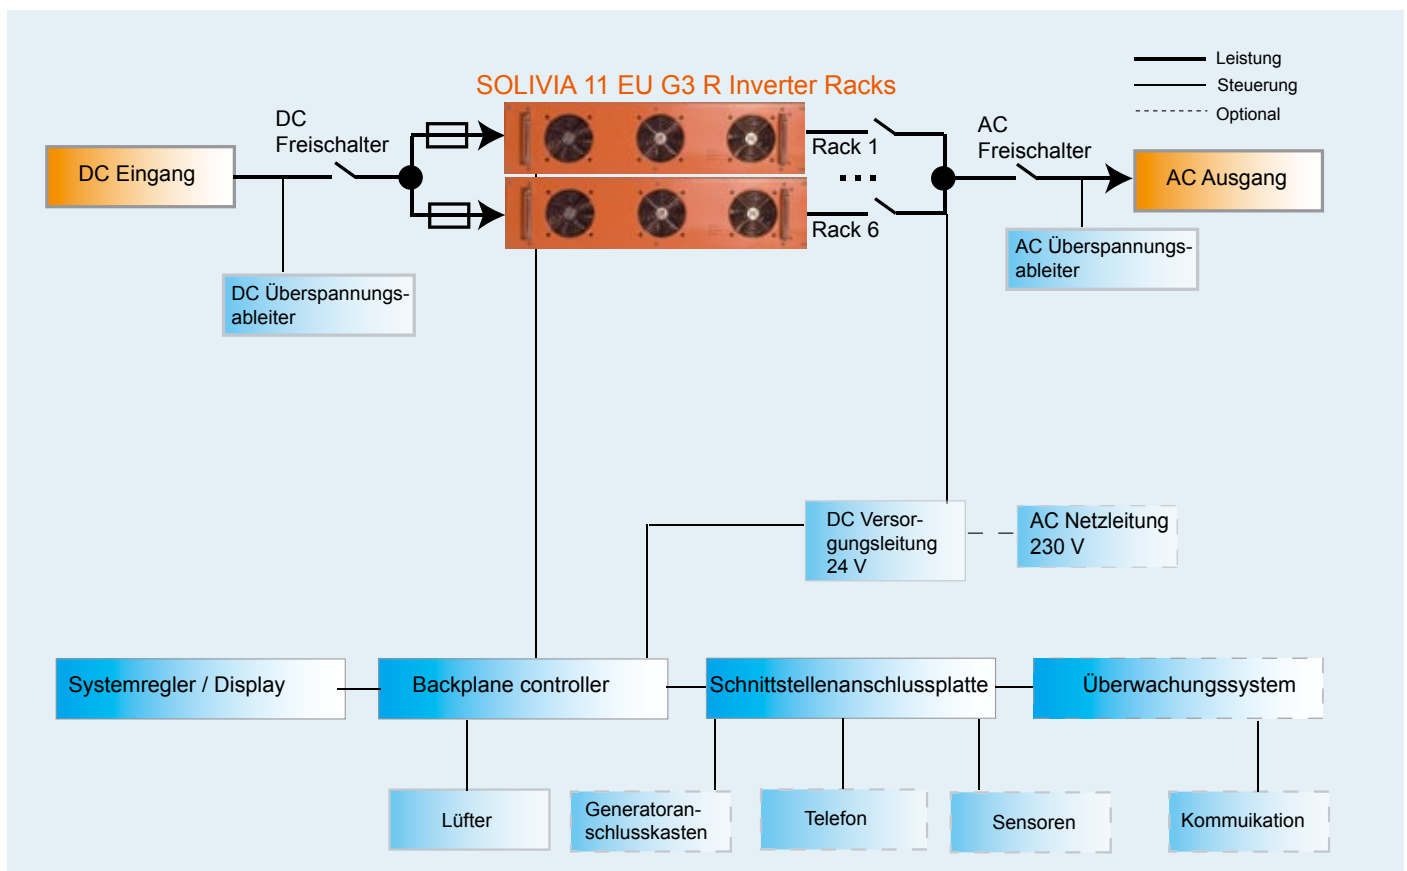 Leistung
Steuerung
Optional
SOLIVIA 11 EU G3 R Inverter Racks
DC
Freischalter
DC Eingang
DC Überspannungs-
ableiter
Rack 1
Rack 6
AC
Freischalter
AC Ausgang
AC Überspannungs-
ableiter
DC Versor-
gungsleitung
24 V
AC Netzleitung
230 V
Systemregler / Display
Backplane controller
Schnittstellenanschlussplatte
Überwachungssystem
Lüfter
Generatoran-
schlusskasten
Telefon
Sensoren
Kommuikation